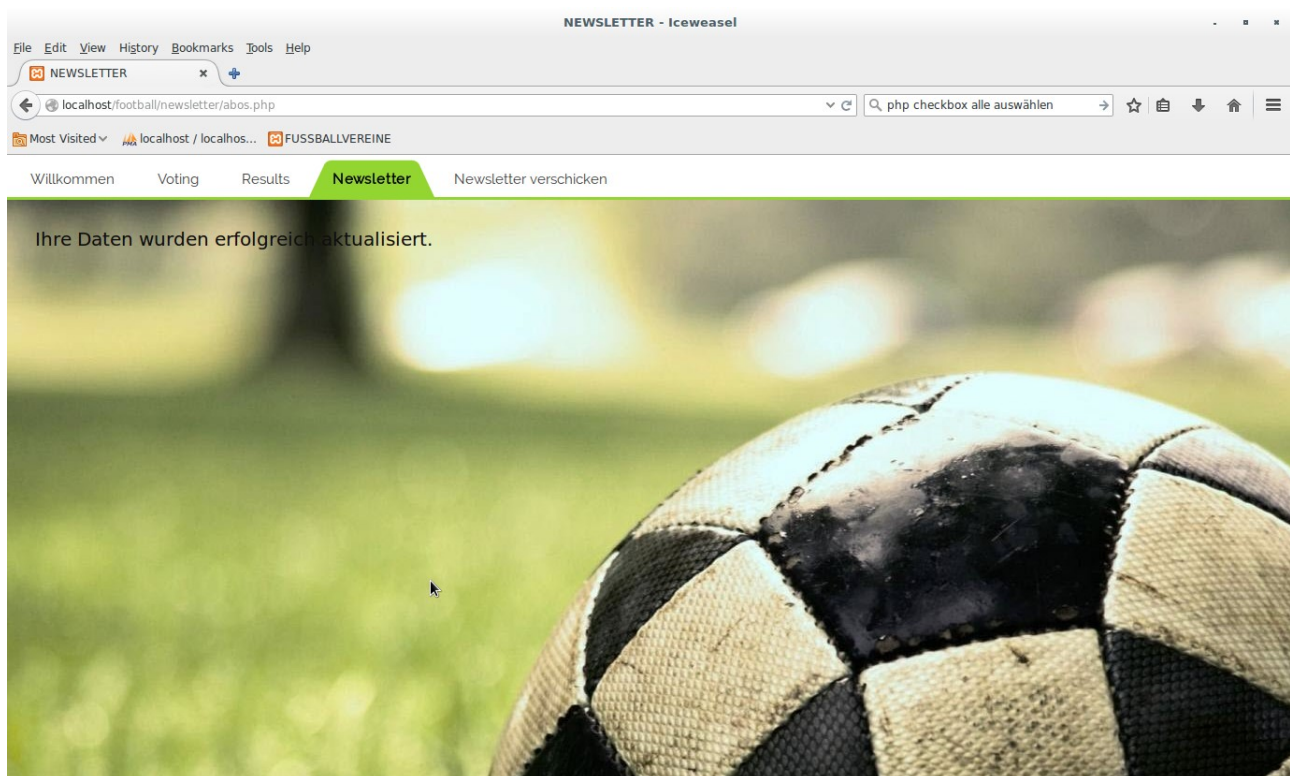 NEWSLETTER - Iceweasel
File Edit View History Bookmarks Tools Help
NEWSLETTER
localhost/football/newsletter/abos.php
php checkbox alle auswählen
Most Visited localhost / localhos... FUSSBALLVEREINE
Willkommen Voting Results Newsletter Newsletter verschicken
Ihre Daten wurden erfolgreich aktualisiert.